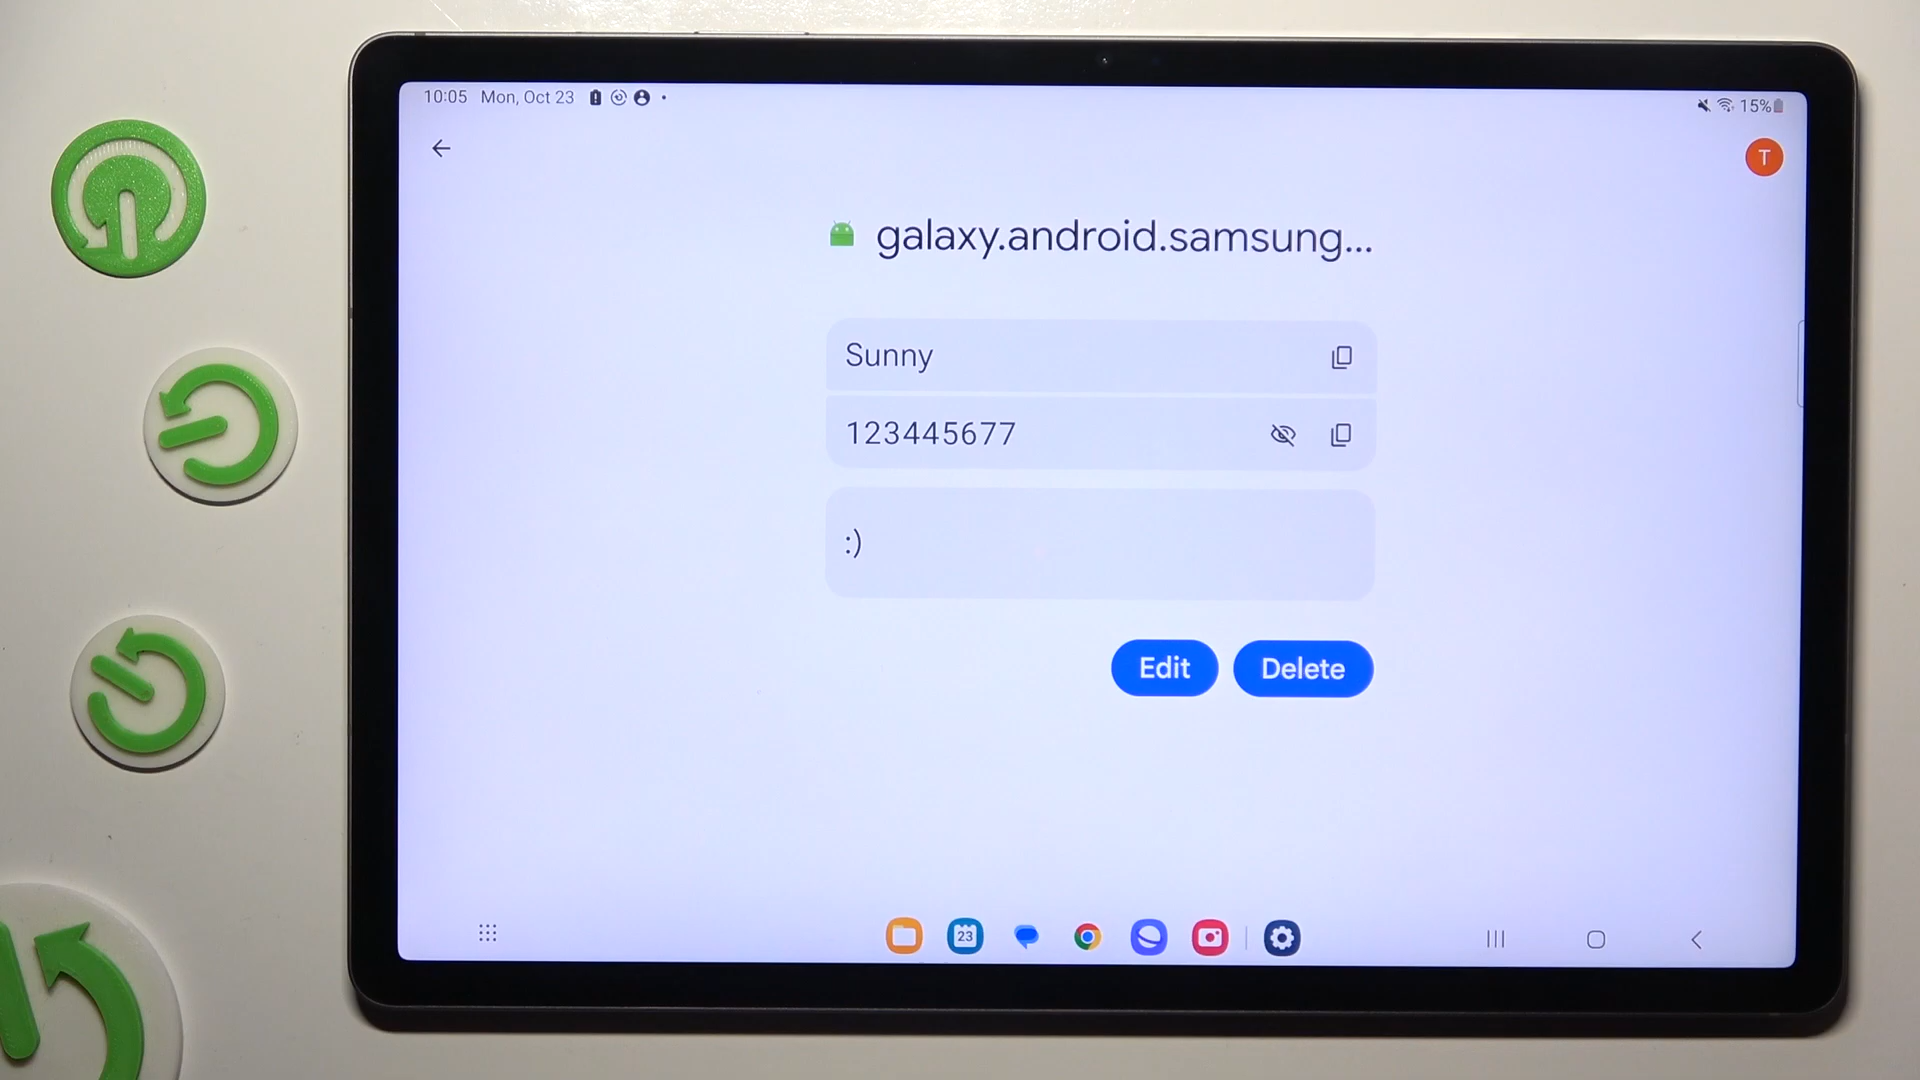 10:05 Mon, Oct 23
15%
T
galaxy.android.samsung...
Sunny
123445677
:)
Edit Delete
23